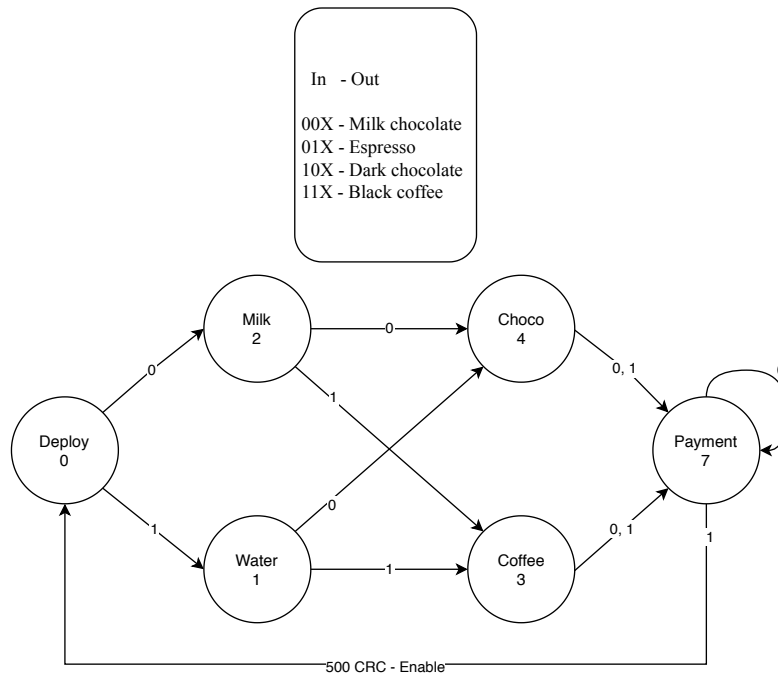 In - Out
00X - Milk chocolate
01X - Espresso
10X - Dark chocolate
11X - Black coffee
Milk
2
0
Choco
4
0
1
0, 1
Deploy
0
Payment
7
1
0
0, 1
1
Water
1
1
Coffee
3
500 CRC - Enable